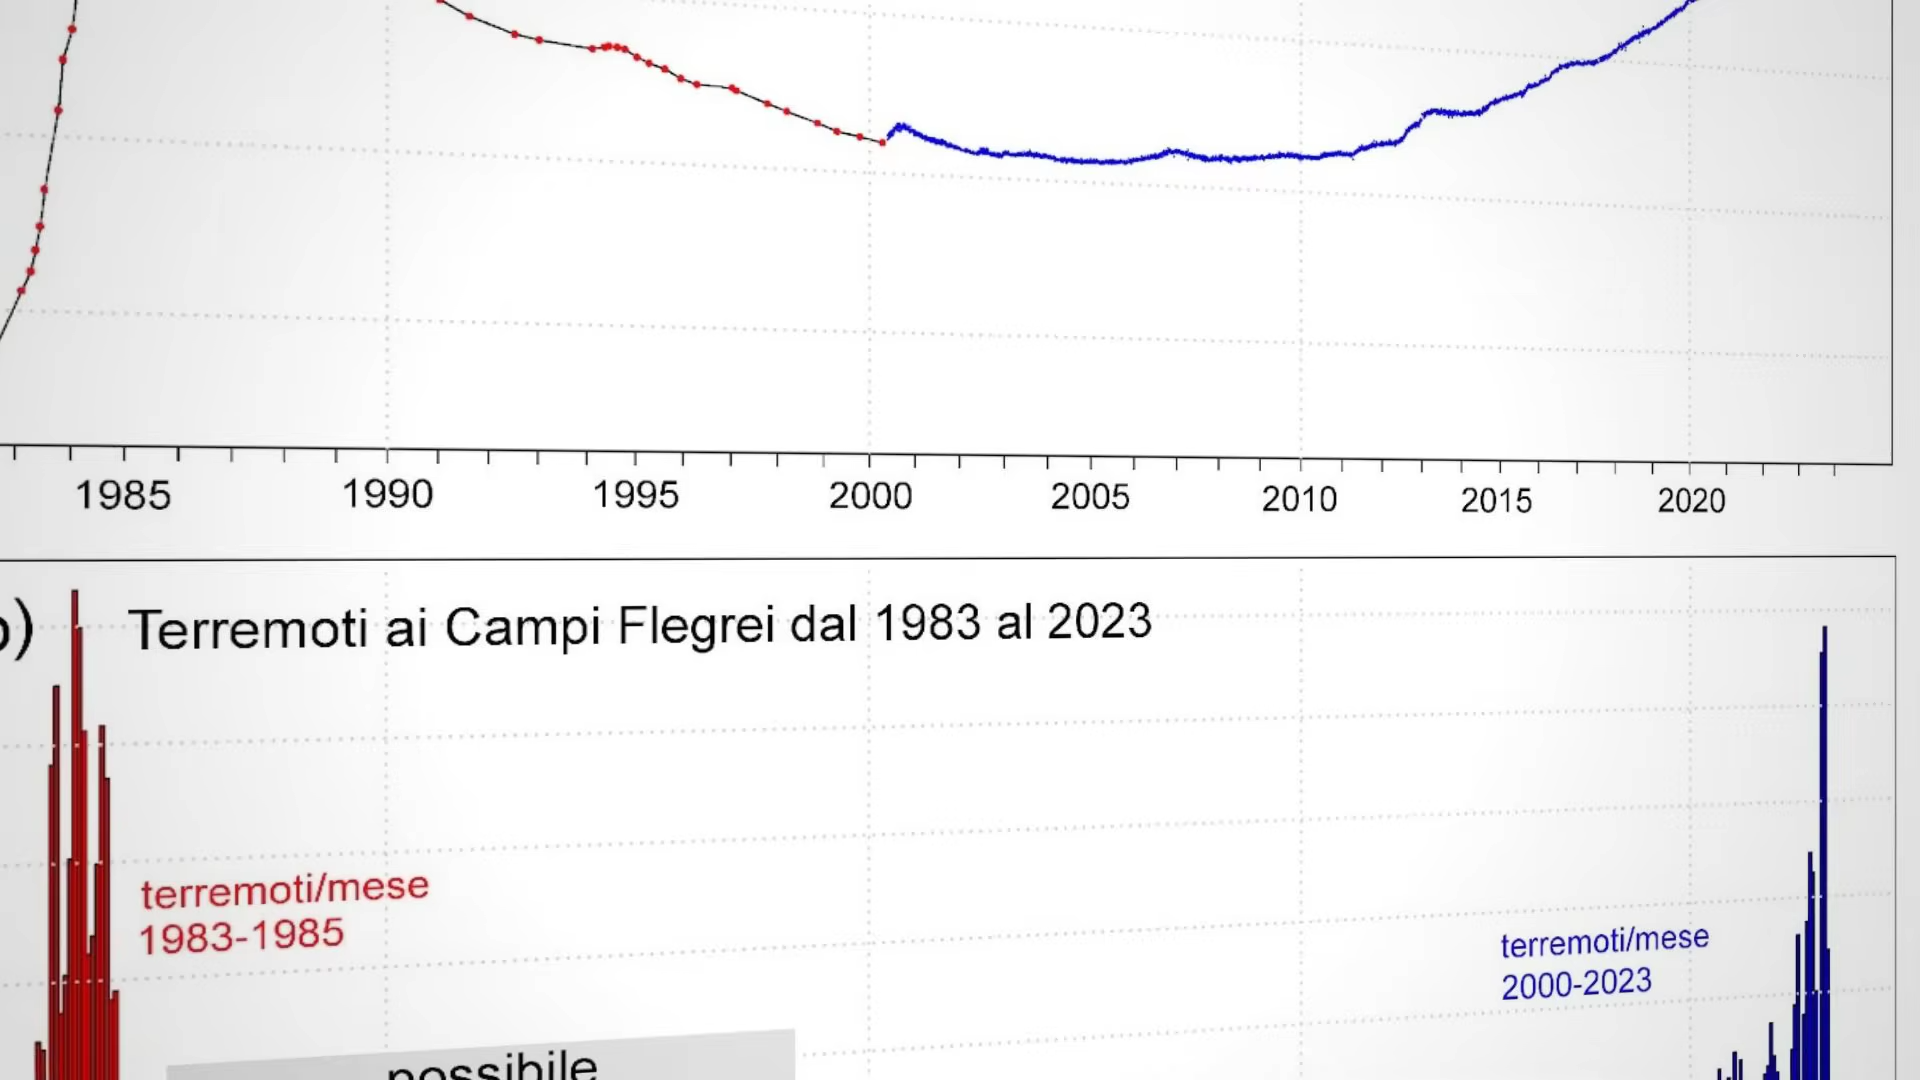 1985 1990 1995 2000 2005 2010 2015 2020
b) Terremoti ai Campi Flegrei dal 1983 al 2023
terremoti/mese
1983-1985
terremoti/mese
2000-2023
possibile